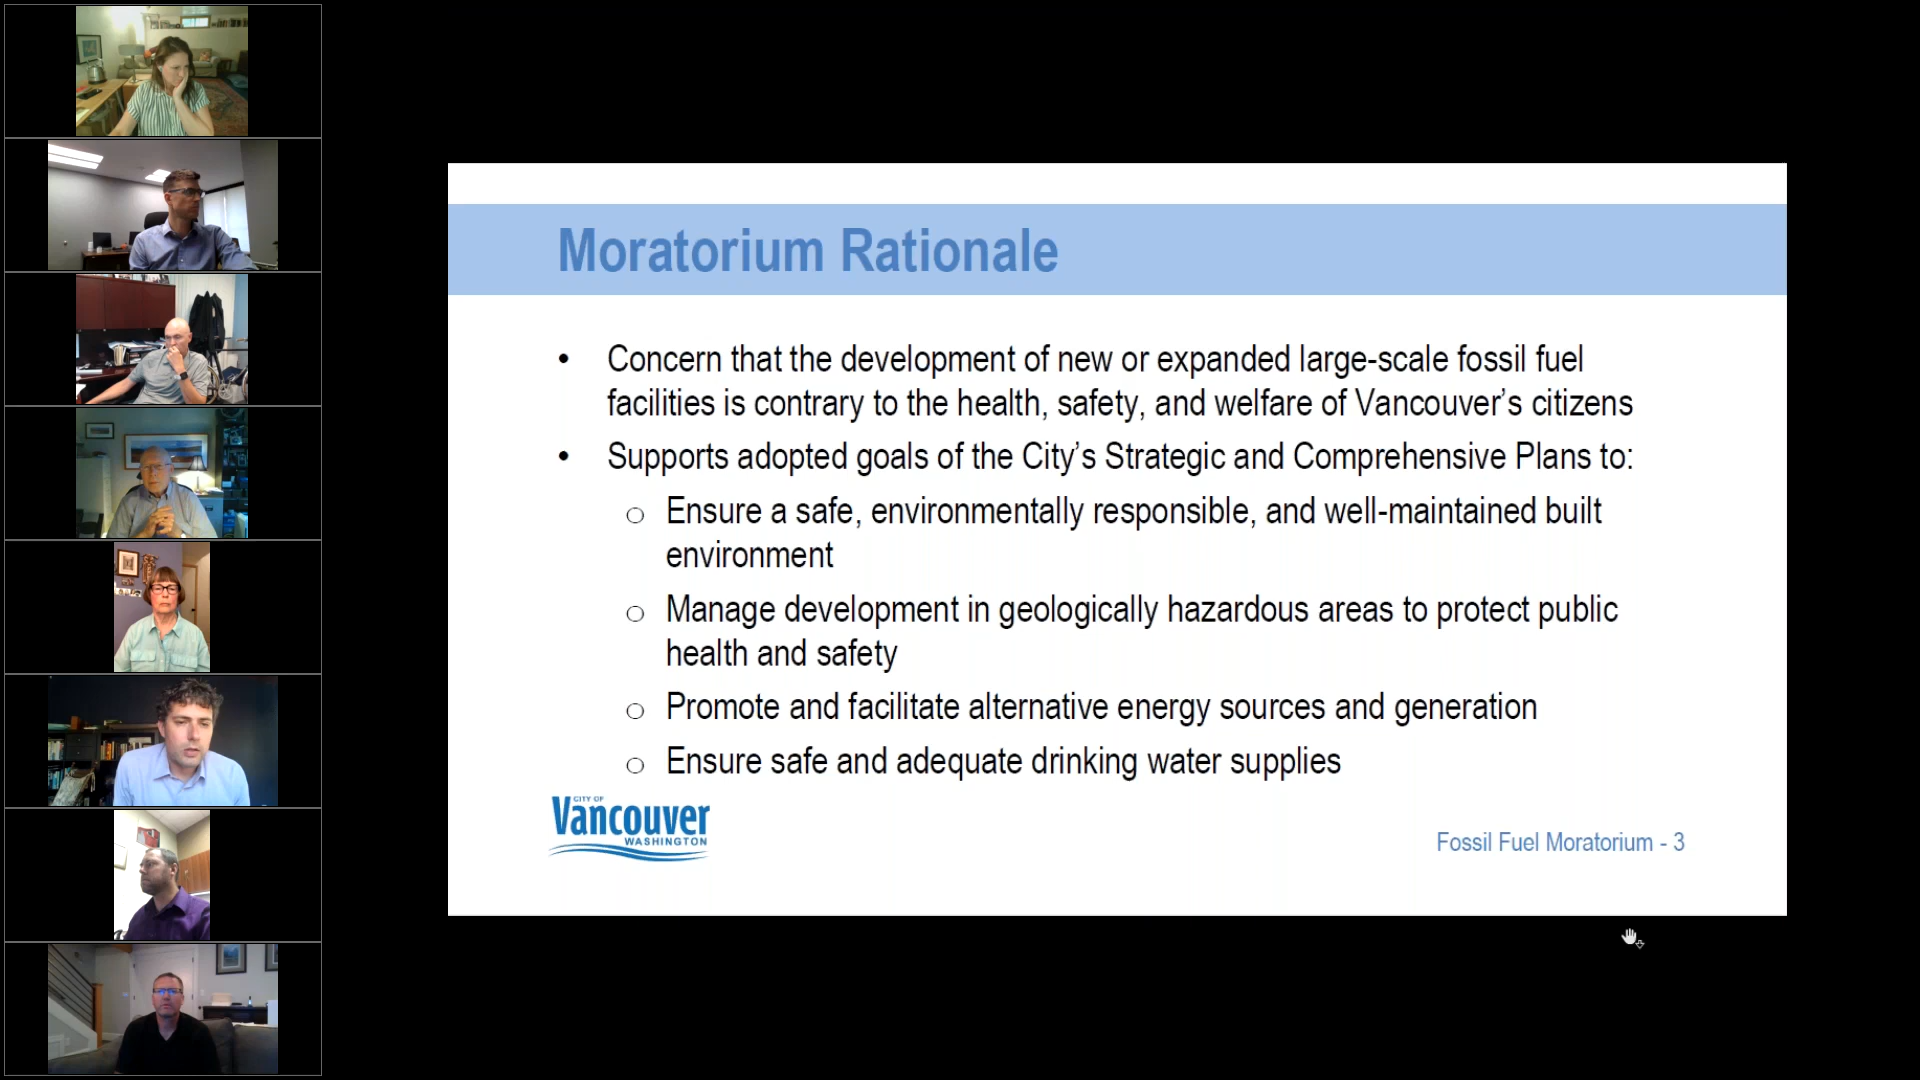 Moratorium Rationale
• Concern that the development of new or expanded large-scale fossil fuel
facilities is contrary to the health, safety, and welfare of Vancouver’s citizens
• Supports adopted goals of the City’s Strategic and Comprehensive Plans to:
○ Ensure a safe, environmentally responsible, and well-maintained built
environment
○ Manage development in geologically hazardous areas to protect public
health and safety
○ Promote and facilitate alternative energy sources and generation
○ Ensure safe and adequate drinking water supplies
CITY OF
Vancouver
WASHINGTON
Fossil Fuel Moratorium - 3